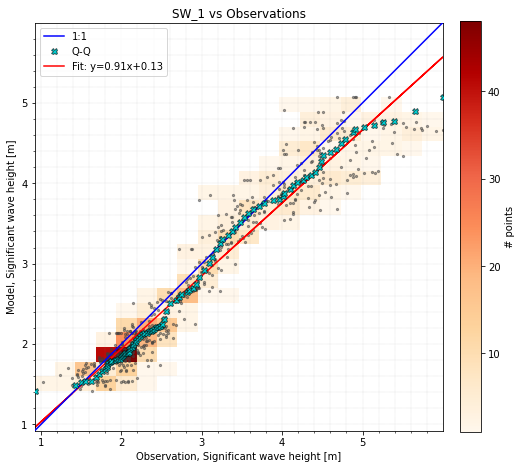 SW_1 vs Observations
1:1
Q-Q
Fit: y=0.91x+0.13
Model, Significant wave height [m]
5
4
3
2
1
1
2
3
4
5
Observation, Significant wave height [m]
40
30
20
10
# points